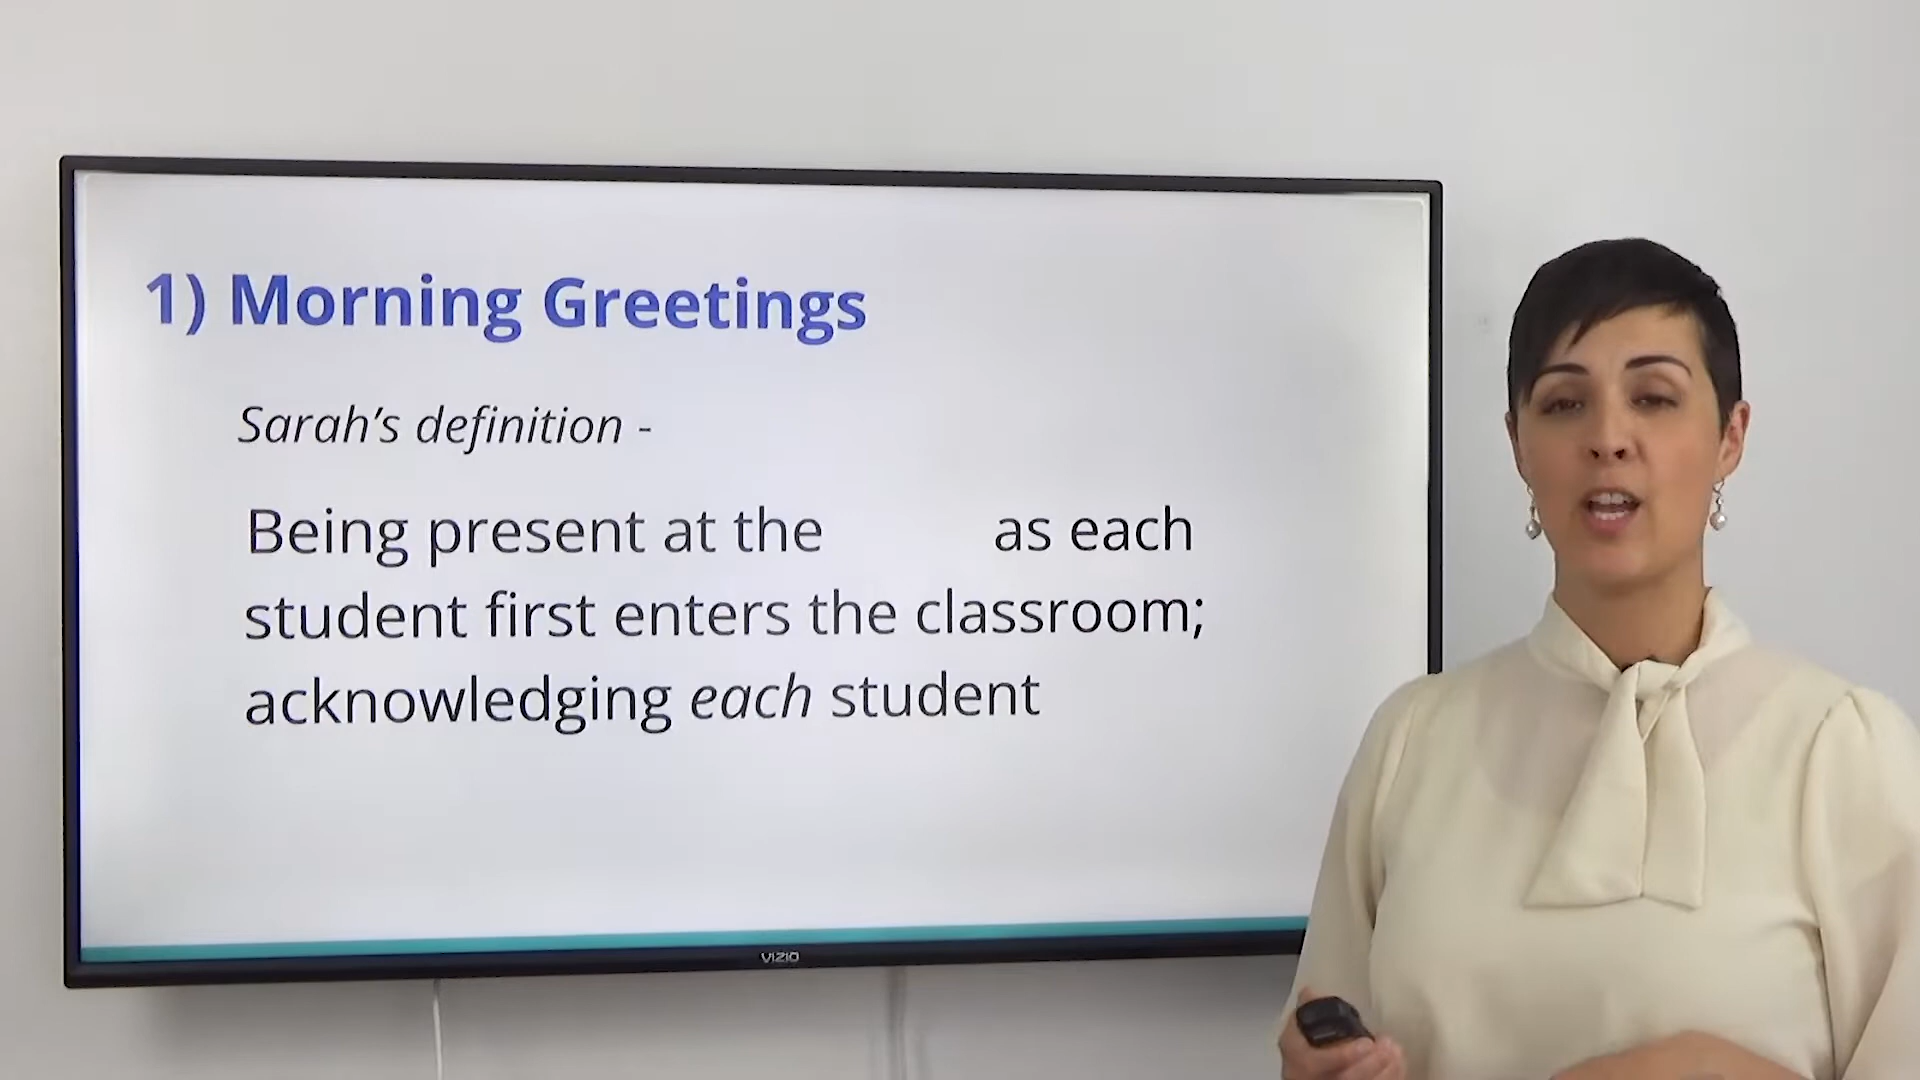 1) Morning Greetings
Sarah's definition -
Being present at the as each
student first enters the classroom;
acknowledging each student
VIZIO